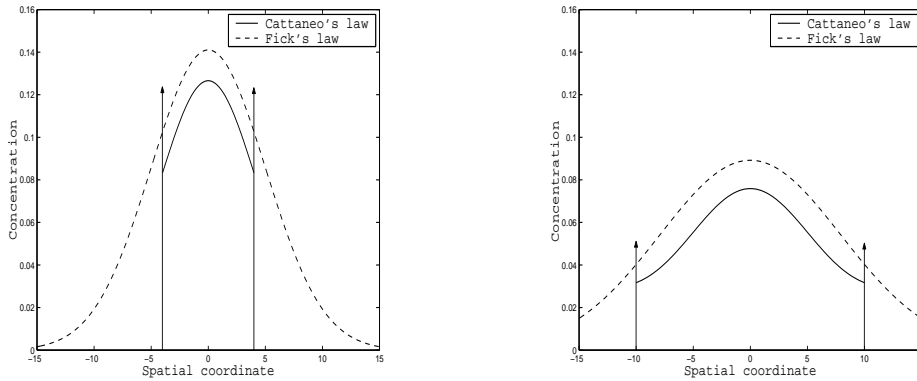 0.16
0.14
0.12
0.1
0.08
0.06
0.04
0.02
0
Concentration
Cattaneo's law
Fick's law
-15 -10 -5 0 5 10 15
Spatial coordinate
0.16
0.14
0.12
0.1
0.08
0.06
0.04
0.02
0
Concentration
Cattaneo's law
Fick's law
-15 -10 -5 0 5 10
Spatial coordinate